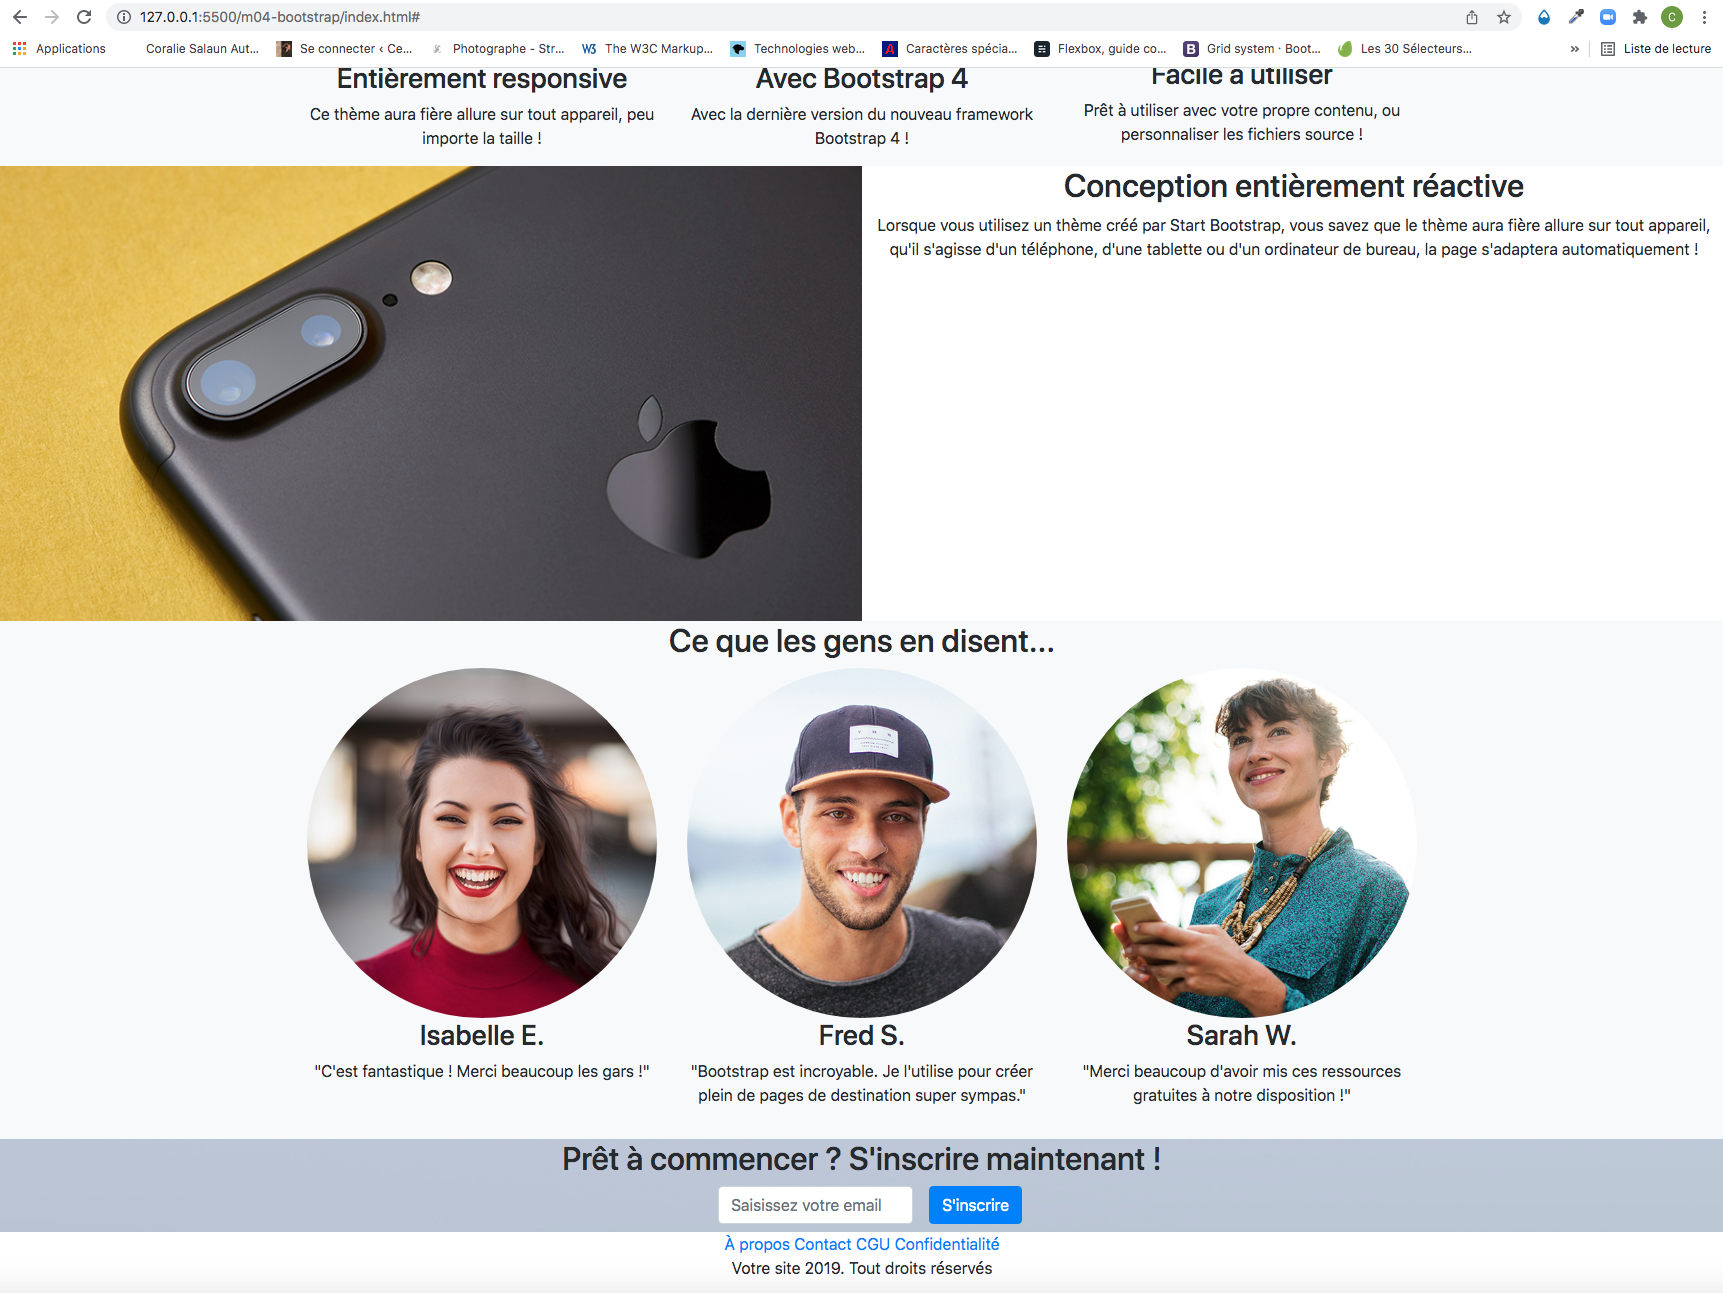 127.0.0.1:5500/m04-bootstrap/index.html#
C
Applications
Coralie Salaun Aut...
Se connecter ‹ Ce...
Photographe - Str...
W3 The W3C Markup...
Technologies web...
A Caractères spécia...
Flexbox, guide co...
B Grid system · Boot...
Les 30 Sélecteurs...
»
Liste de lecture
Entièrement responsive
Ce thème aura fière allure sur tout appareil, peu
importe la taille !
Avec Bootstrap 4
Avec la dernière version du nouveau framework
Bootstrap 4 !
Facile à utiliser
Prêt à utiliser avec votre propre contenu, ou
personnaliser les fichiers source !
Conception entièrement réactive
Lorsque vous utilisez un thème créé par Start Bootstrap, vous savez que le thème aura fière allure sur tout appareil,
qu'il s'agisse d'un téléphone, d'une tablette ou d'un ordinateur de bureau, la page s'adaptera automatiquement !
Ce que les gens en disent...
Isabelle E.
"C'est fantastique ! Merci beaucoup les gars !"
Fred S.
"Bootstrap est incroyable. Je l'utilise pour créer
plein de pages de destination super sympas."
Sarah W.
"Merci beaucoup d'avoir mis ces ressources
gratuites à notre disposition !"
Prêt à commencer ? S'inscrire maintenant !
Saisissez votre email
S'inscrire
À propos Contact CGU Confidentialité
Votre site 2019. Tout droits réservés